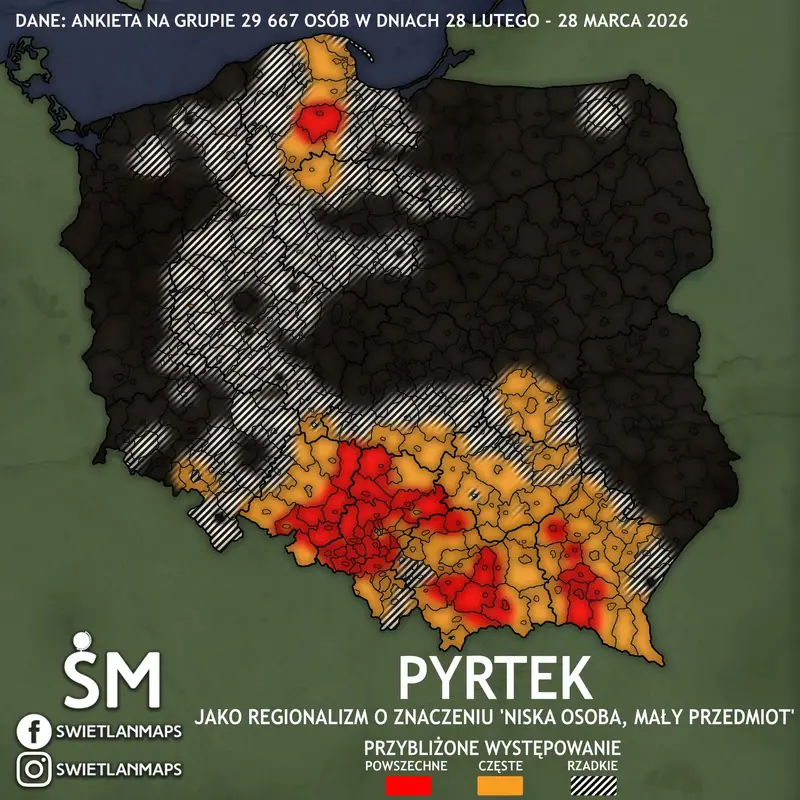 DANE: ANKIETA NA GRUPIE 29 667 OSÓB W DNIACH 28 LUTEGO - 28 MARCA 2026
ŚM
SWIETLANMAPS
SWIETLANMAPS
PYRTEK
JAKO REGIONALIZM O ZNACZENIU 'NISKA OSOBA, MAŁY PRZEDMIOT'
PRZYBLIŻONE WYSTĘPOWANIE
POWSZECHNE CZĘSTE RZADKIE